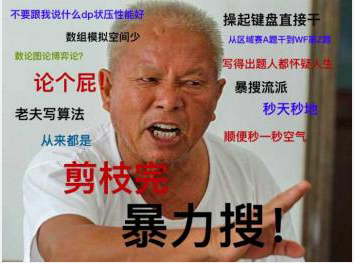 不要跟我说什么dp状压性能好
数组模拟空间少
数论图论博弈论?
论个屁
老夫写算法
从来都是
剪枝完
暴力搜!
操起键盘直接干
从区域赛A题干到WF最Z题
写得出题人都怀疑人生
暴搜流派
秒天秒地
顺便秒一秒空气